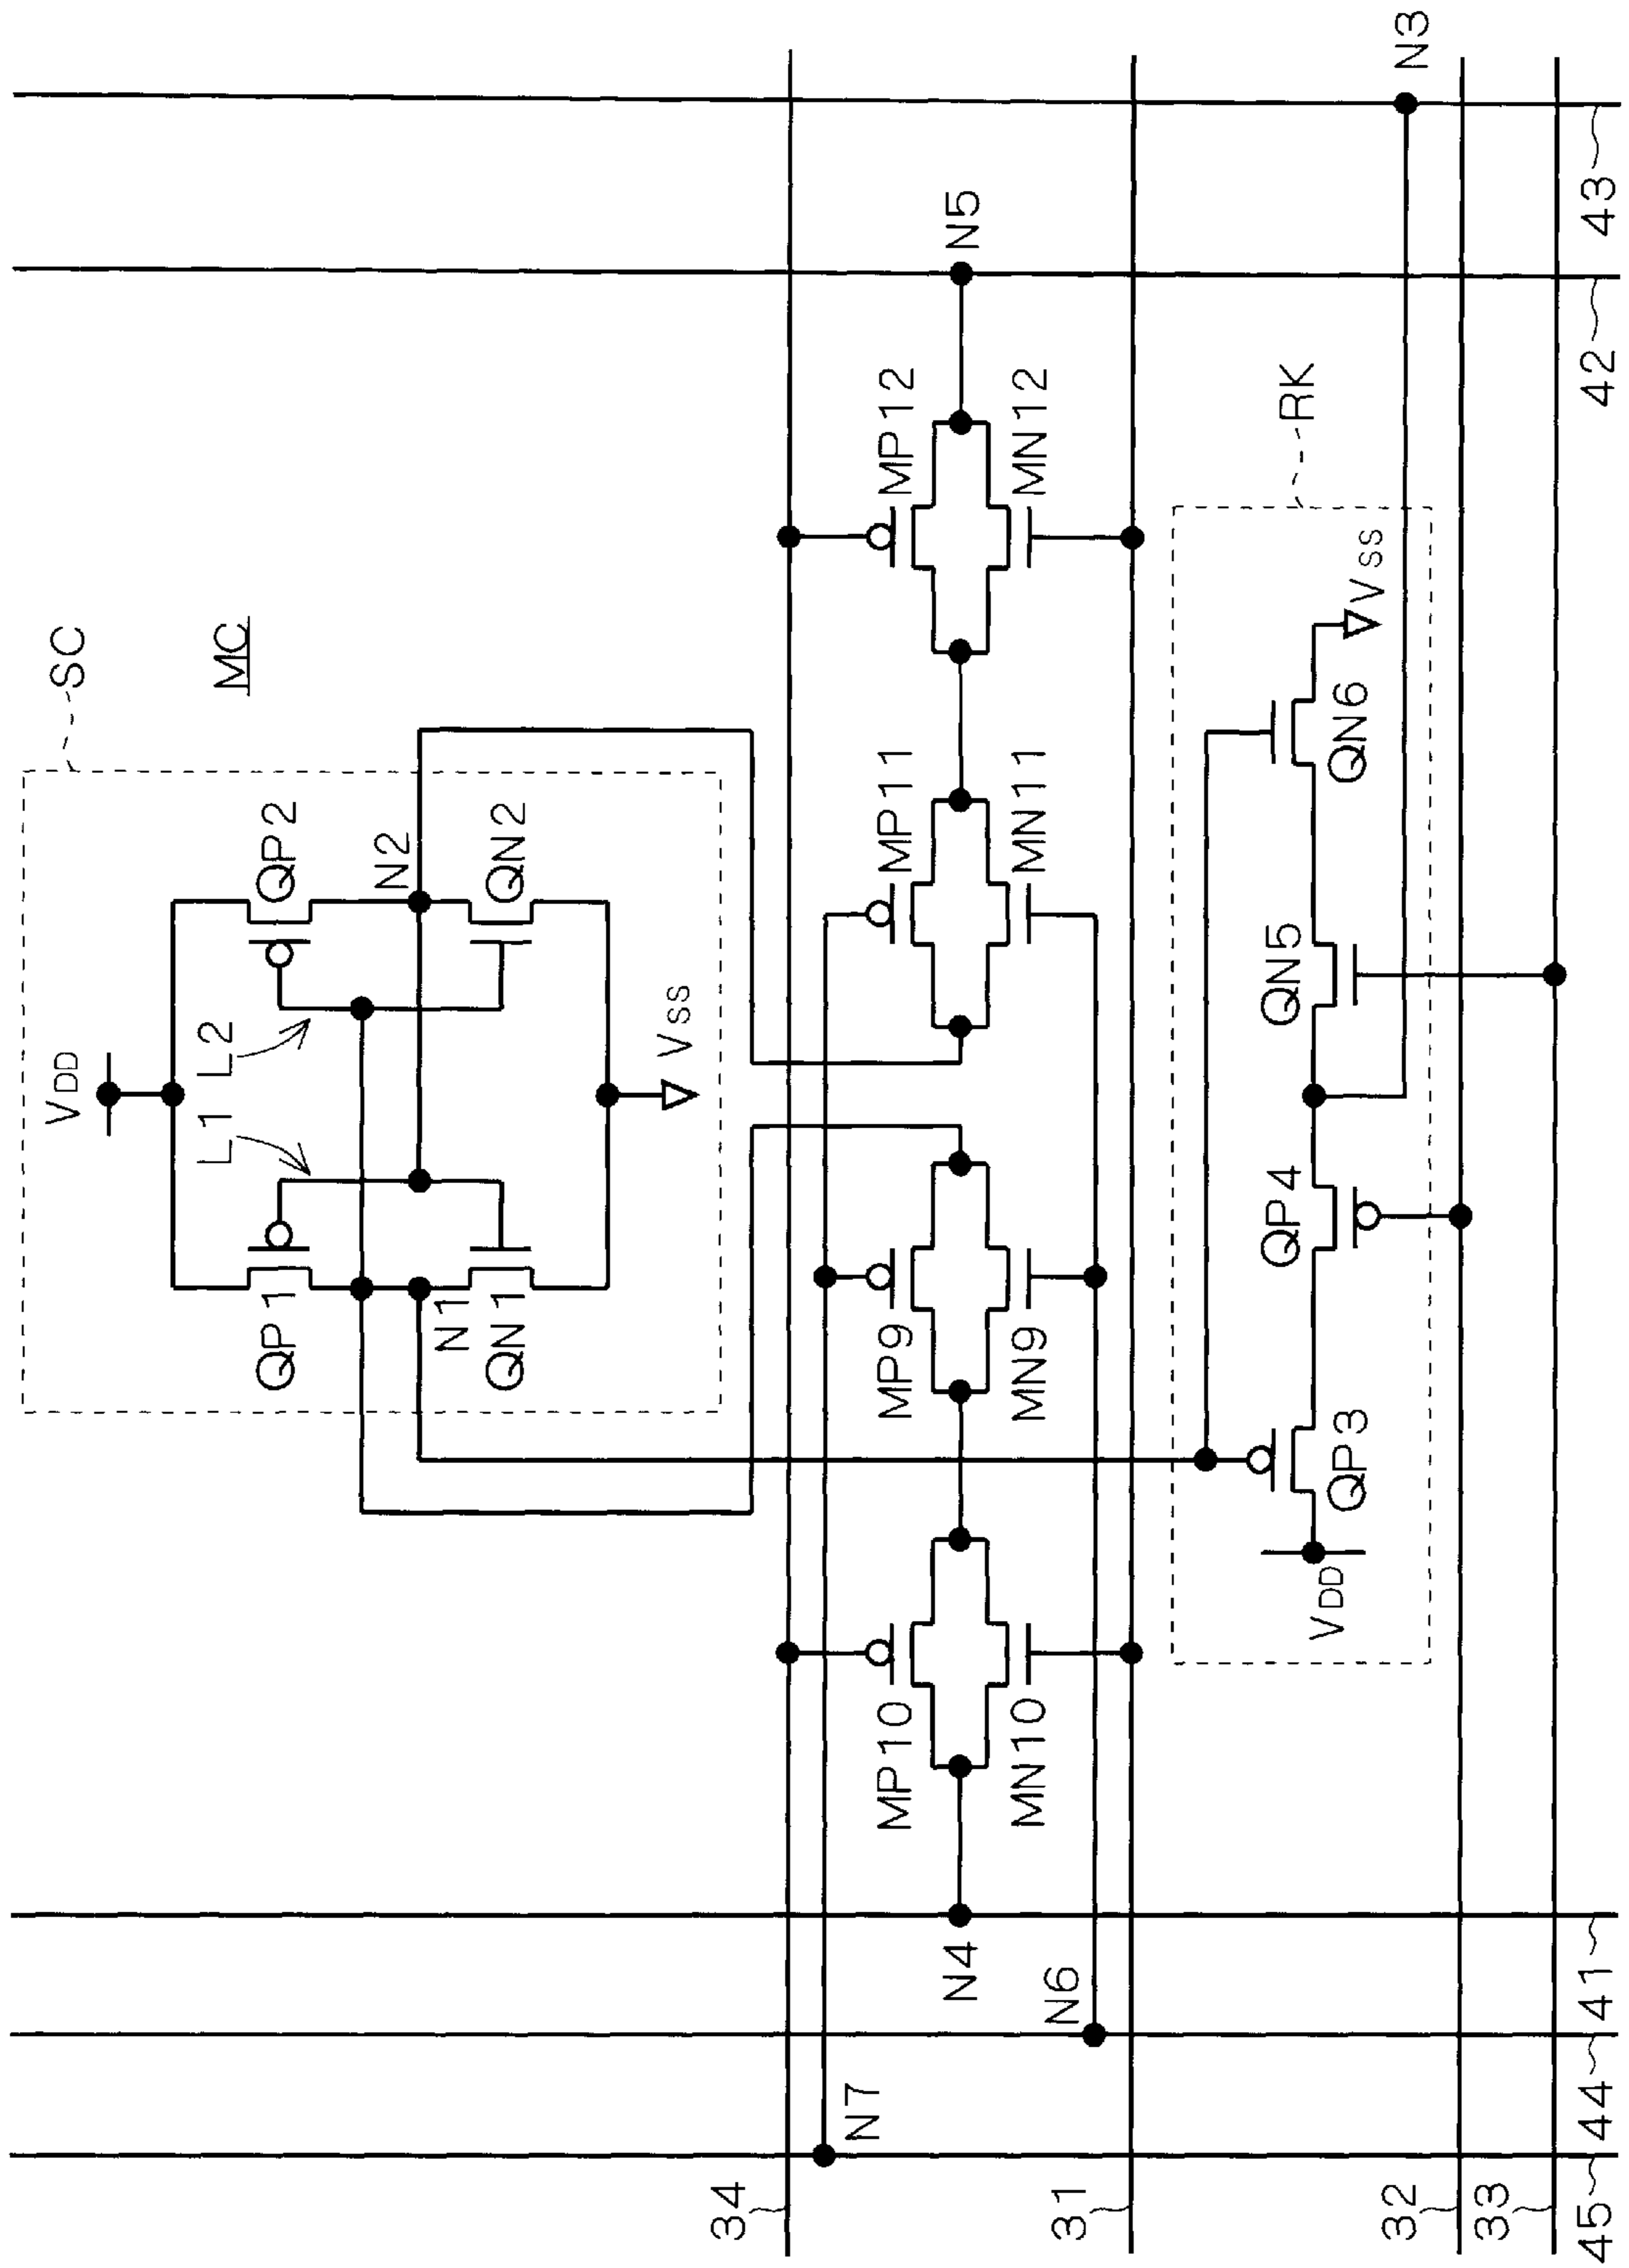 SC
MC
VDD
L1
L2
QP1
QP2
N1
N2
QN1
QN2
VSS
N5
N3
MP10
MP9
MP11
MP12
MN10
MN9
MN11
MN12
N4
N6
N7
RK
VDD
QP3
QP4
QN5
QN6
VSS
34
31
32
33
45
44
41
42
43